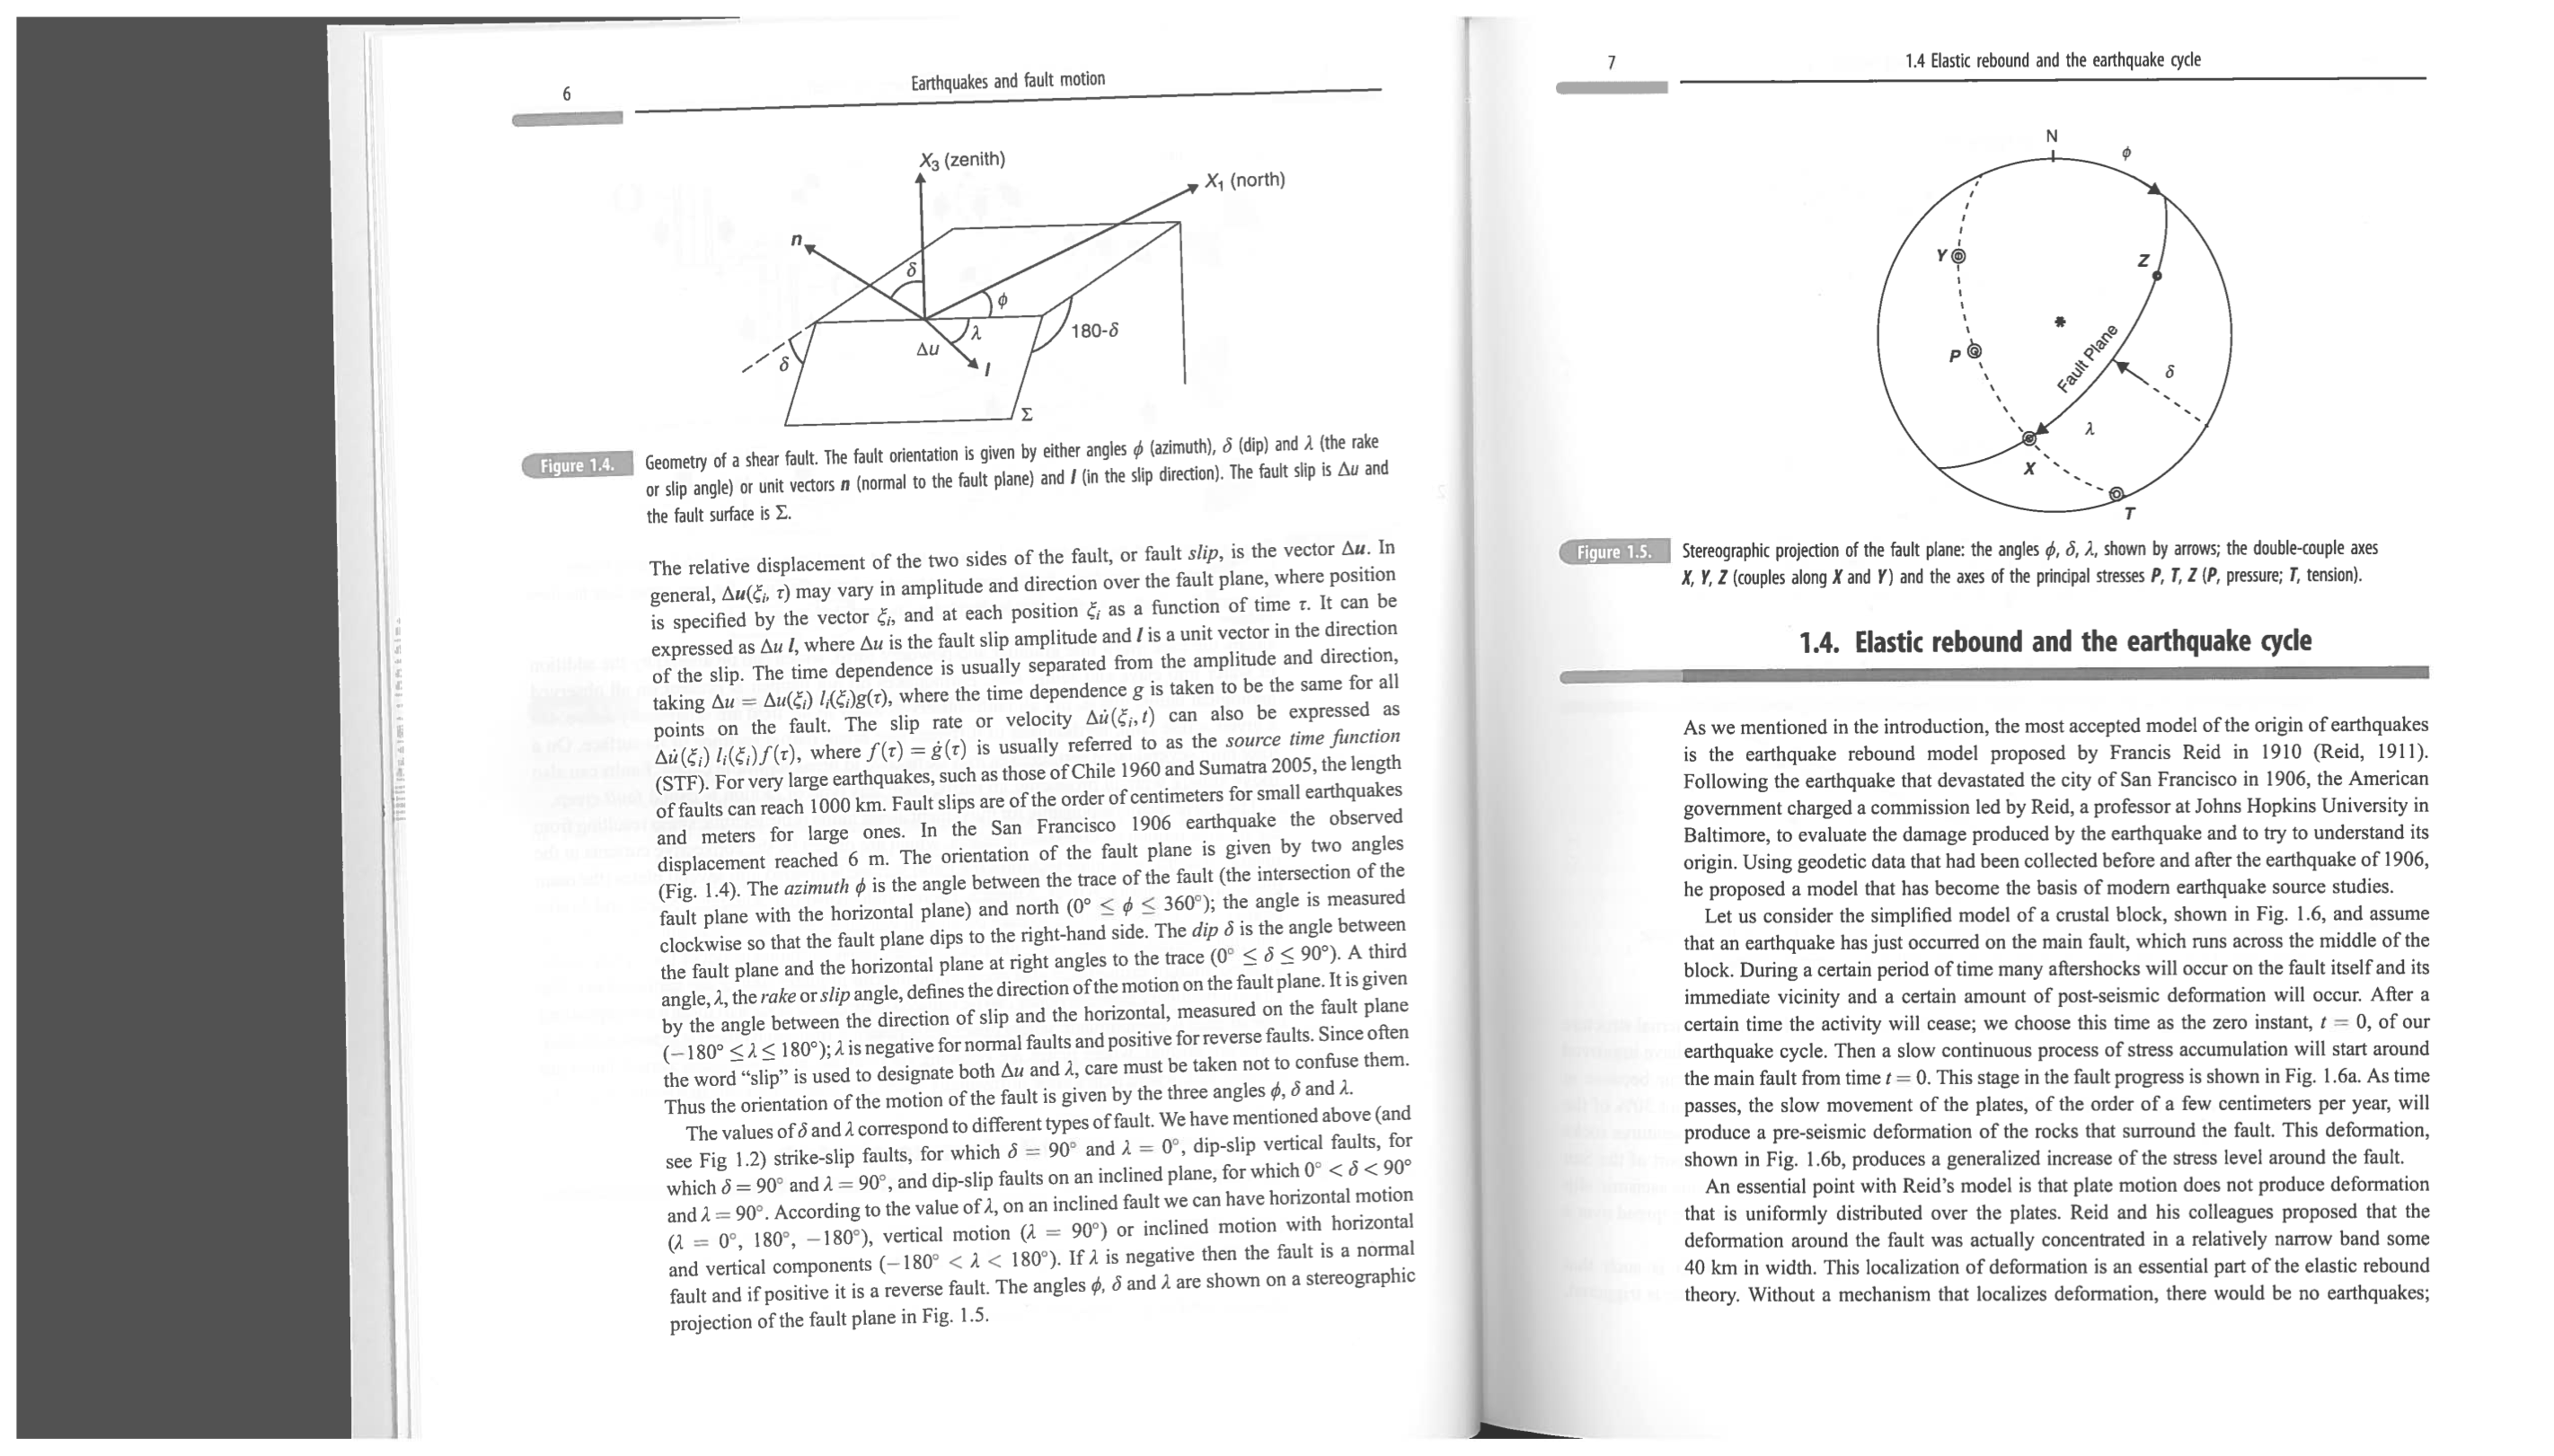 6
Earthquakes and fault motion
X₃ (zenith)
X₁ (north)
n
δ
ϕ
λ
180-δ
Δu
l
δ
Σ
Figure 1.4.
Geometry of a shear fault. The fault orientation is given by either angles ϕ (azimuth), δ (dip) and λ (the rake
or slip angle) or unit vectors n (normal to the fault plane) and l (in the slip direction). The fault slip is Δu and
the fault surface is Σ.
The relative displacement of the two sides of the fault, or fault slip, is the vector Δu. In
general, Δu(ξᵢ, τ) may vary in amplitude and direction over the fault plane, where position
is specified by the vector ξᵢ, and at each position ξᵢ as a function of time τ. It can be
expressed as Δu l, where Δu is the fault slip amplitude and l is a unit vector in the direction
of the slip. The time dependence is usually separated from the amplitude and direction,
taking Δu = Δu(ξᵢ) lᵢ(ξᵢ)g(τ), where the time dependence g is taken to be the same for all
points on the fault. The slip rate or velocity Δu̇(ξᵢ, t) can also be expressed as
Δu̇(ξᵢ) lᵢ(ξᵢ)f(τ), where f(τ) = ġ(τ) is usually referred to as the source time function
(STF). For very large earthquakes, such as those of Chile 1960 and Sumatra 2005, the length
of faults can reach 1000 km. Fault slips are of the order of centimeters for small earthquakes
and meters for large ones. In the San Francisco 1906 earthquake the observed
displacement reached 6 m. The orientation of the fault plane is given by two angles
(Fig. 1.4). The azimuth ϕ is the angle between the trace of the fault (the intersection of the
fault plane with the horizontal plane) and north (0° ≤ ϕ ≤ 360°); the angle is measured
clockwise so that the fault plane dips to the right-hand side. The dip δ is the angle between
the fault plane and the horizontal plane at right angles to the trace (0° ≤ δ ≤ 90°). A third
angle, λ, the rake or slip angle, defines the direction of the motion on the fault plane. It is given
by the angle between the direction of slip and the horizontal, measured on the fault plane
(−180° ≤ λ ≤ 180°); λ is negative for normal faults and positive for reverse faults. Since often
the word “slip” is used to designate both Δu and λ, care must be taken not to confuse them.
Thus the orientation of the motion of the fault is given by the three angles ϕ, δ and λ.
The values of δ and λ correspond to different types of fault. We have mentioned above (and
see Fig 1.2) strike-slip faults, for which δ = 90° and λ = 0°, dip-slip vertical faults, for
which δ = 90° and λ = 90°, and dip-slip faults on an inclined plane, for which 0° < δ < 90°
and λ = 90°. According to the value of λ, on an inclined fault we can have horizontal motion
(λ = 0°, 180°, −180°), vertical motion (λ = 90°) or inclined motion with horizontal
and vertical components (−180° < λ < 180°). If λ is negative then the fault is a normal
fault and if positive it is a reverse fault. The angles ϕ, δ and λ are shown on a stereographic
projection of the fault plane in Fig. 1.5.
7
1.4 Elastic rebound and the earthquake cycle
N
ϕ
Y
Z
P
Fault Plane
δ
λ
X
T
Figure 1.5.
Stereographic projection of the fault plane: the angles ϕ, δ, λ, shown by arrows; the double-couple axes
X, Y, Z (couples along X and Y) and the axes of the principal stresses P, T, Z (P, pressure; T, tension).
1.4. Elastic rebound and the earthquake cycle
As we mentioned in the introduction, the most accepted model of the origin of earthquakes
is the earthquake rebound model proposed by Francis Reid in 1910 (Reid, 1911).
Following the earthquake that devastated the city of San Francisco in 1906, the American
government charged a commission led by Reid, a professor at Johns Hopkins University in
Baltimore, to evaluate the damage produced by the earthquake and to try to understand its
origin. Using geodetic data that had been collected before and after the earthquake of 1906,
he proposed a model that has become the basis of modern earthquake source studies.
Let us consider the simplified model of a crustal block, shown in Fig. 1.6, and assume
that an earthquake has just occurred on the main fault, which runs across the middle of the
block. During a certain period of time many aftershocks will occur on the fault itself and its
immediate vicinity and a certain amount of post-seismic deformation will occur. After a
certain time the activity will cease; we choose this time as the zero instant, t = 0, of our
earthquake cycle. Then a slow continuous process of stress accumulation will start around
the main fault from time t = 0. This stage in the fault progress is shown in Fig. 1.6a. As time
passes, the slow movement of the plates, of the order of a few centimeters per year, will
produce a pre-seismic deformation of the rocks that surround the fault. This deformation,
shown in Fig. 1.6b, produces a generalized increase of the stress level around the fault.
An essential point with Reid’s model is that plate motion does not produce deformation
that is uniformly distributed over the plates. Reid and his colleagues proposed that the
deformation around the fault was actually concentrated in a relatively narrow band some
40 km in width. This localization of deformation is an essential part of the elastic rebound
theory. Without a mechanism that localizes deformation, there would be no earthquakes;